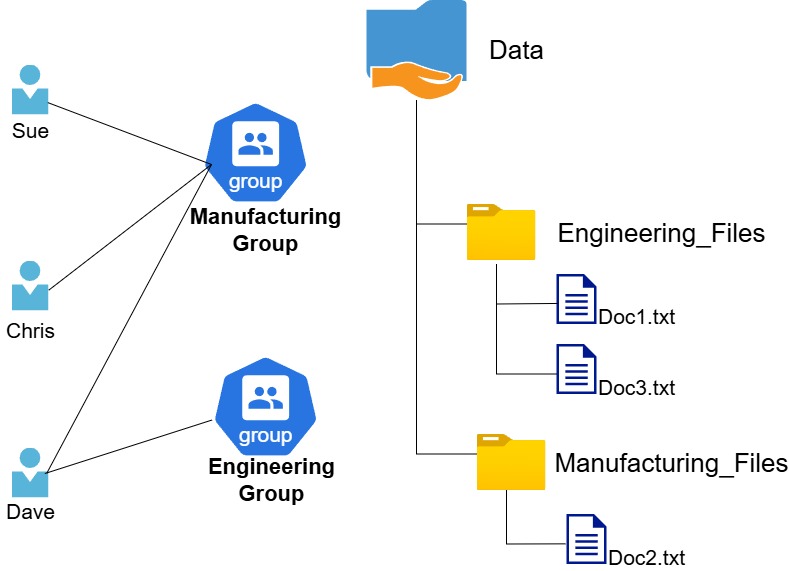 Data
Sue
group
Manufacturing
Group
Engineering_Files
Doc1.txt
Chris
Doc3.txt
group
Engineering
Group
Manufacturing_Files
Dave
Doc2.txt